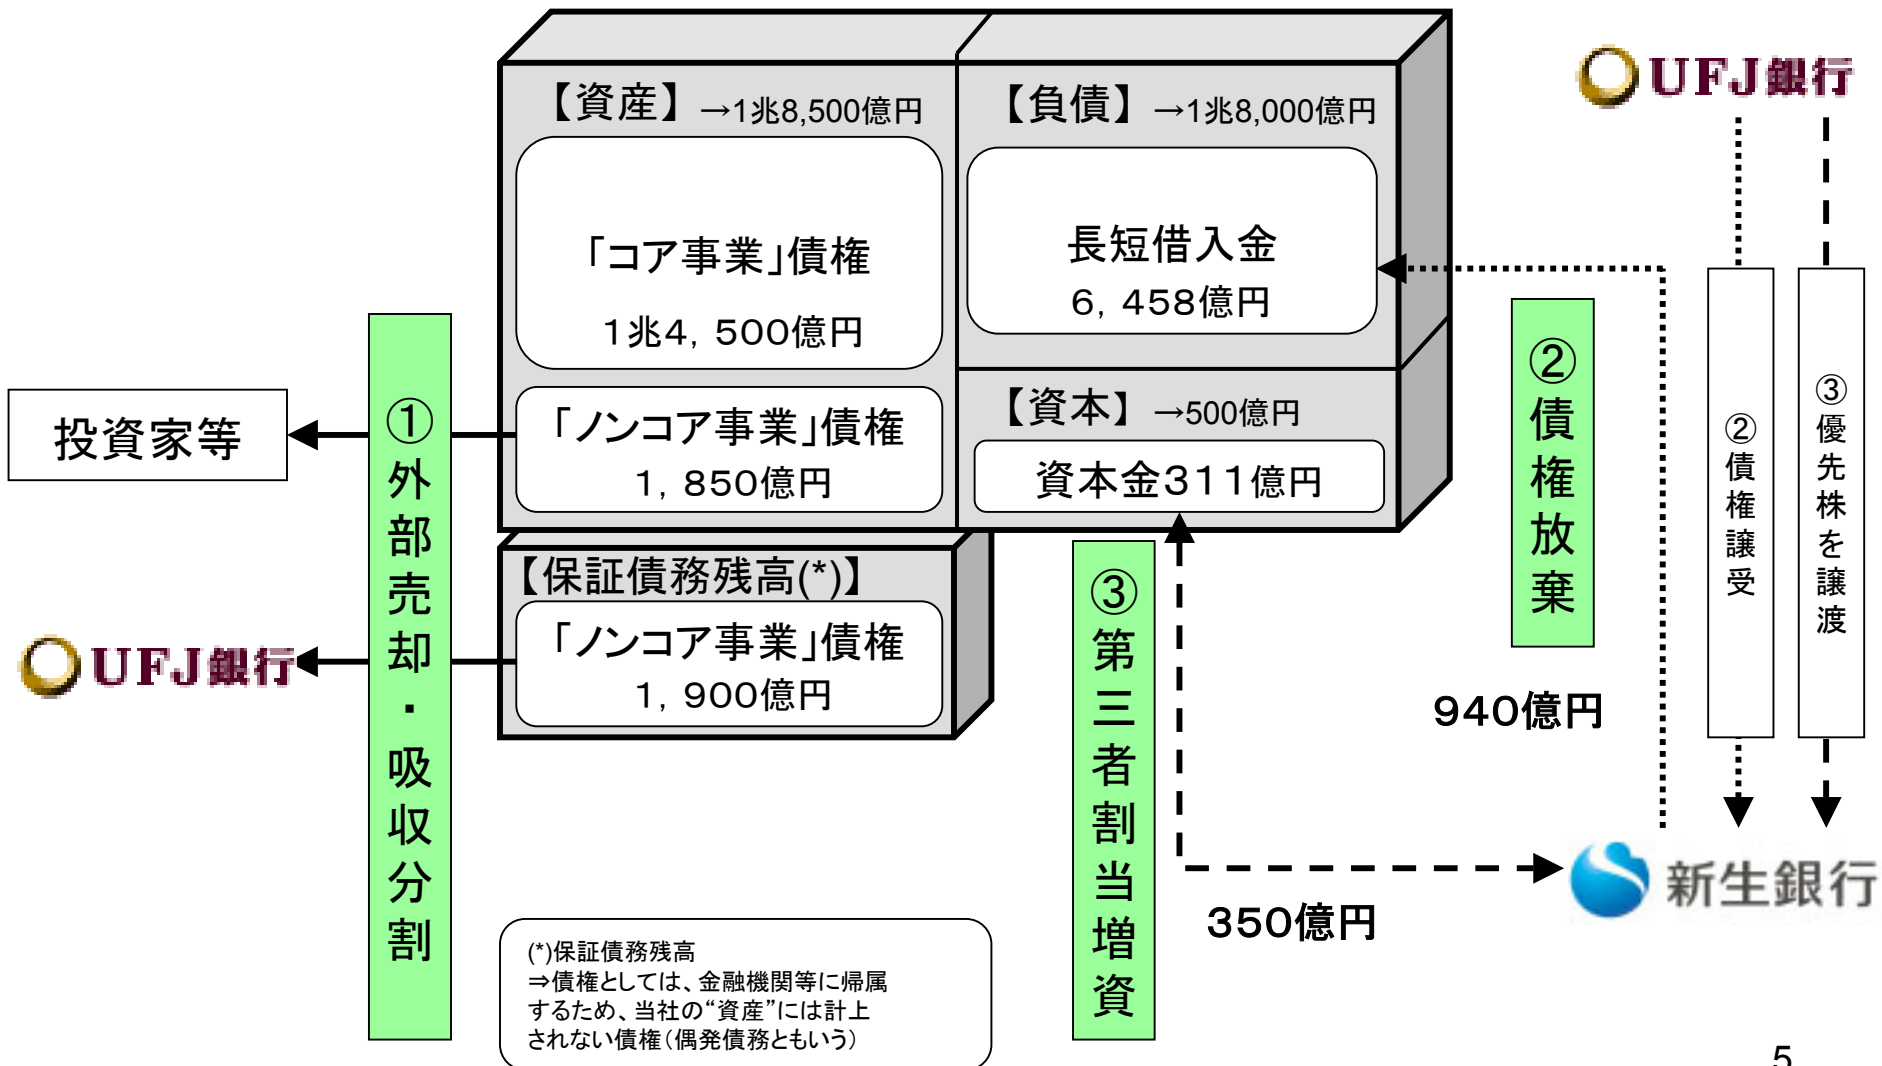 【資産】 →1兆8,500億円
「コア事業」債権
1兆4, 500億円
「ノンコア事業」債権
1, 850億円
【負債】 →1兆8,000億円
長短借入金
6, 458億円
【資本】 →500億円
資本金311億円
【保証債務残高(*)】
「ノンコア事業」債権
1, 900億円
投資家等
UFJ銀行
①外部売却・吸収分割
③第三者割当増資
②債権放棄
940億円
350億円
UFJ銀行
②債権譲受
③優先株を譲渡
新生銀行
(*)保証債務残高
⇒債権としては、金融機関等に帰属
するため、当社の“資産”には計上
されない債権(偶発債務ともいう)
5